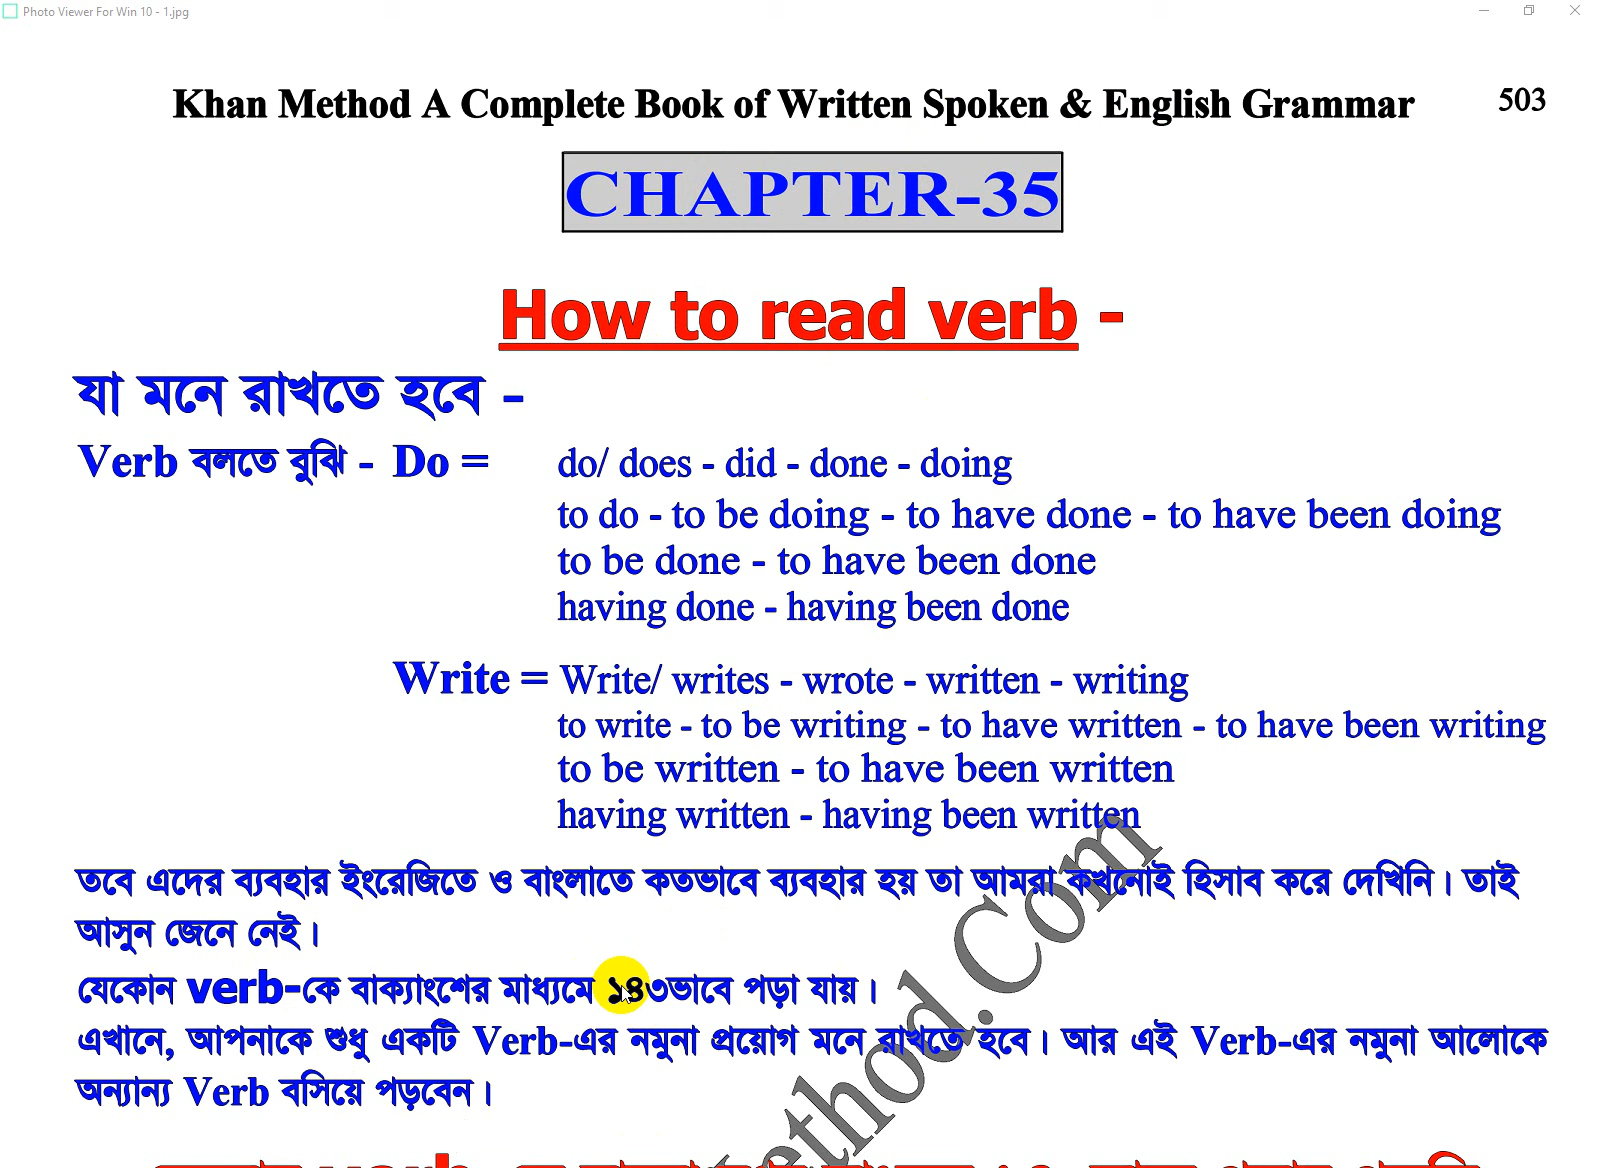 Photo Viewer For Win 10 - 1.jpg
Khan Method A Complete Book of Written Spoken & English Grammar 503
CHAPTER-35
How to read verb -
যা মনে রাখতে হবে -
Verb বলতে বুঝি - Do = do/ does - did - done - doing
to do - to be doing - to have done - to have been doing
to be done - to have been done
having done - having been done
Write = Write/ writes - wrote - written - writing
to write - to be writing - to have written - to have been writing
to be written - to have been written
having written - having been written
তবে এদের ব্যবহার ইংরেজিতে ও বাংলাতে কতভাবে ব্যবহার হয় তা আমরা কখনোই হিসাব করে দেখিনি। তাই
আসুন জেনে নেই।
যেকোন verb-কে বাক্যাংশের মাধ্যমে ১৪৩ভাবে পড়া যায়।
এখানে, আপনাকে শুধু একটি Verb-এর নমুনা প্রয়োগ মনে রাখতে হবে। আর এই Verb-এর নমুনা আলোকে
অন্যান্য Verb বসিয়ে পড়বেন।
ethod.Com